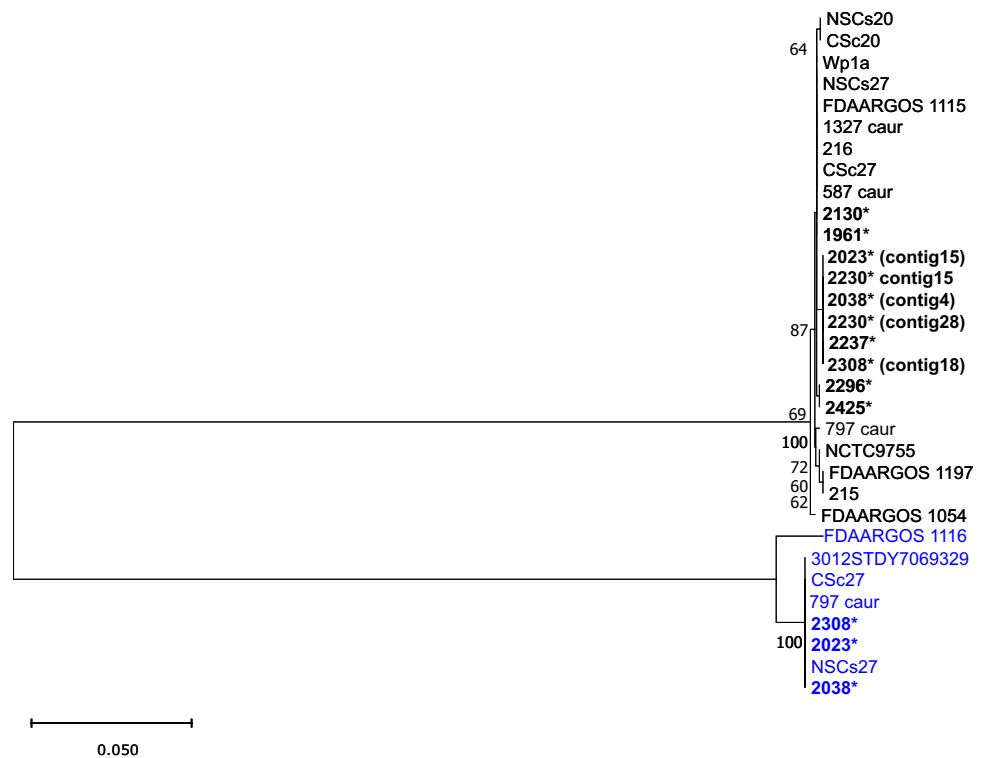 NSCs20
64
CSc20
Wp1a
NSCs27
FDAARGOS 1115
1327 caur
216
CSc27
587 caur
2130*
1961*
2023* (contig15)
2230* contig15
2038* (contig4)
2230* (contig28)
87
2237*
2308* (contig18)
2296*
2425*
69
797 caur
100
NCTC9755
72
FDAARGOS 1197
60
215
62
FDAARGOS 1054
FDAARGOS 1116
3012STDY7069329
CSc27
797 caur
2308*
100
2023*
NSCs27
2038*
0.050